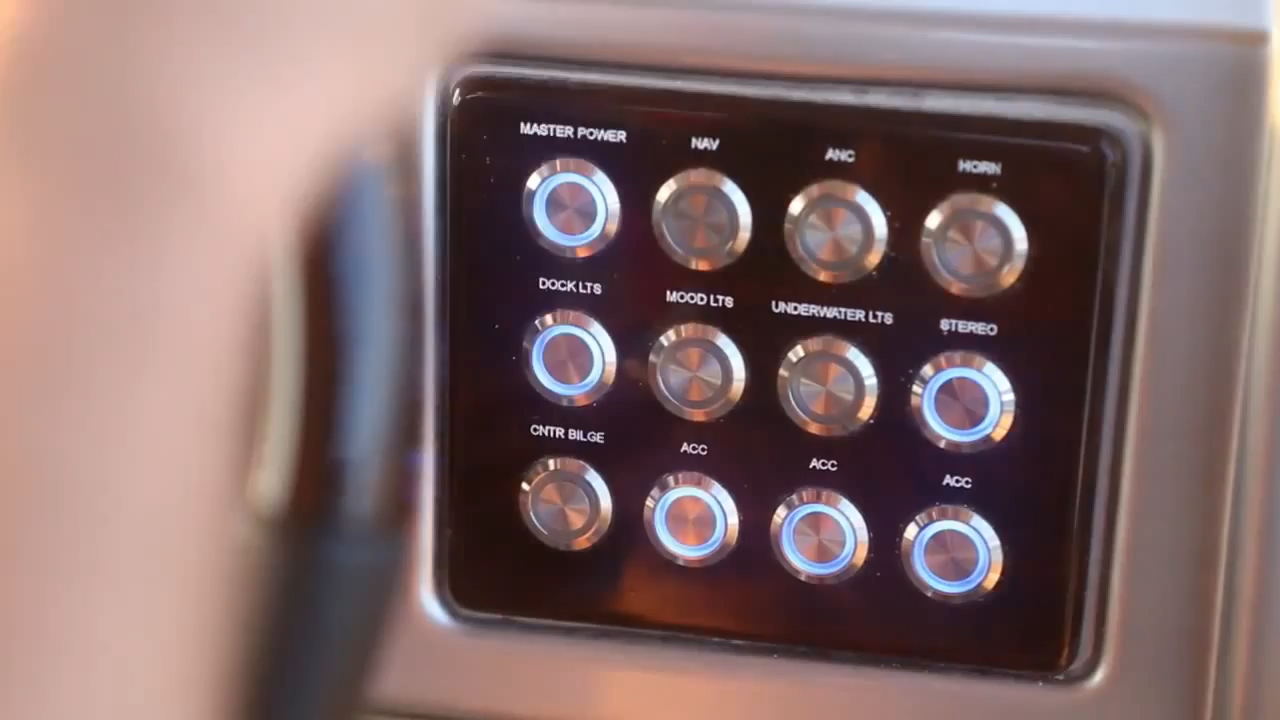 MASTER POWER
NAV
ANC
HORN
DOCK LTS
MOOD LTS
UNDERWATER LTS
STEREO
CNTR BILGE
ACC
ACC
ACC